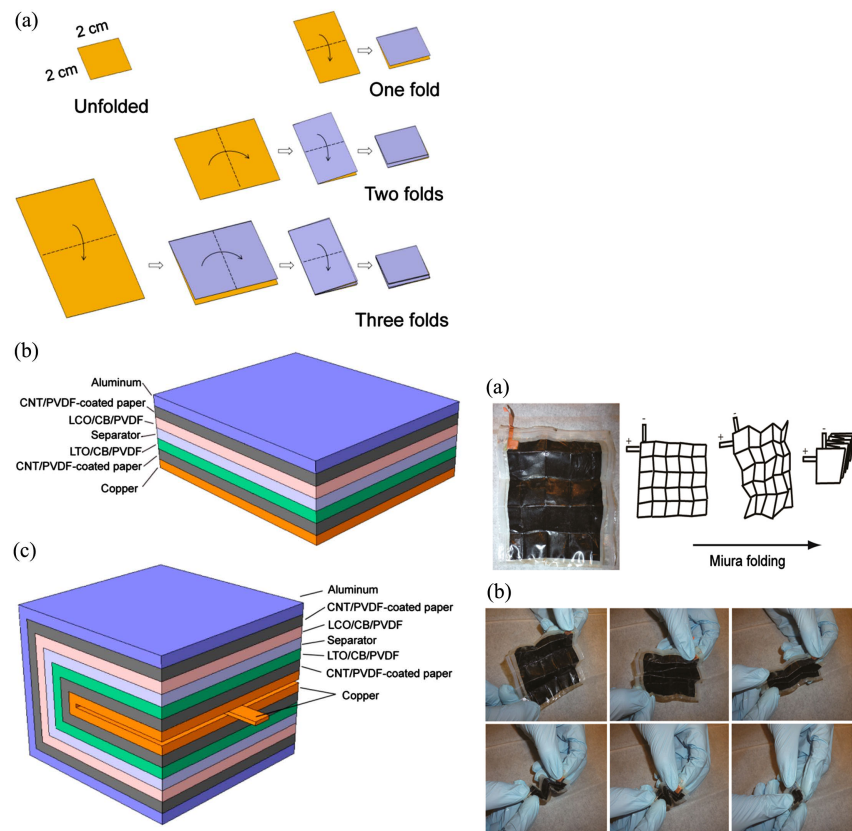 (a)
2 cm
2 cm
Unfolded
One fold
Two folds
Three folds
(b)
Aluminum
CNT/PVDF-coated paper
LCO/CB/PVDF
Separator
LTO/CB/PVDF
CNT/PVDF-coated paper
Copper
(c)
Aluminum
CNT/PVDF-coated paper
LCO/CB/PVDF
Separator
LTO/CB/PVDF
CNT/PVDF-coated paper
Copper
(a)
+ -
+ -
+ -
Miura folding
(b)